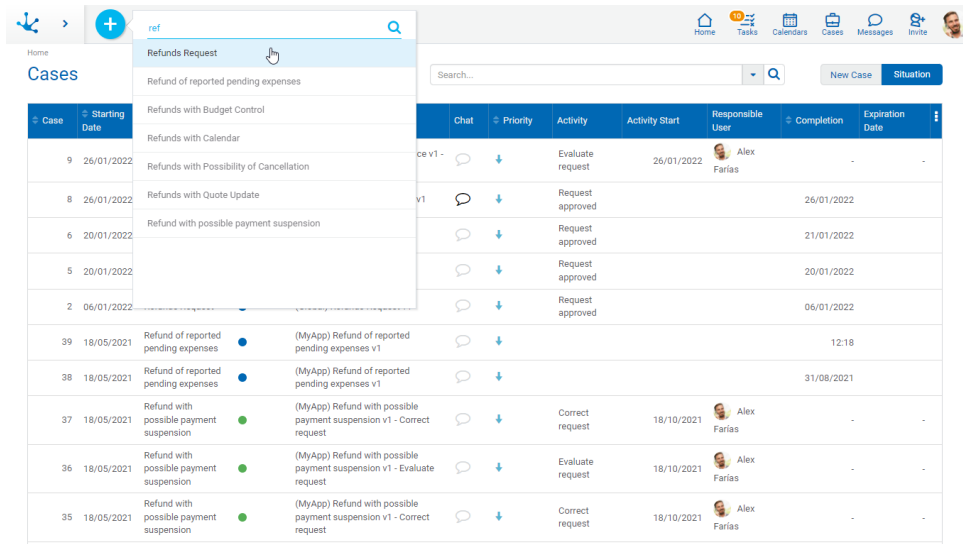 ref
10
Home
Tasks
Calendars
Cases
Messages
Invite
Home
Refunds Request
Cases
Search...
New Case
Situation
Refund of reported pending expenses
Refunds with Budget Control
Refunds with Calendar
Refunds with Possibility of Cancellation
Refunds with Quote Update
Refund with possible payment suspension
Case
Starting
Date
Chat
Priority
Activity
Activity Start
Responsible
User
Completion
Expiration
Date
9 26/01/2022 ce v1 - Evaluate
request 26/01/2022 Alex
Farías - -
8 26/01/2022 v1 Request
approved 26/01/2022
6 20/01/2022 Request
approved 21/01/2022
5 20/01/2022 Request
approved 20/01/2022
2 06/01/2022 Request
approved 06/01/2022
39 18/05/2021 Refund of reported
pending expenses (MyApp) Refund of reported
pending expenses v1 12:18
38 18/05/2021 Refund of reported
pending expenses (MyApp) Refund of reported
pending expenses v1 31/08/2021
37 18/05/2021 Refund with
possible payment
suspension (MyApp) Refund with possible
payment suspension v1 - Correct
request Correct
request 18/10/2021 Alex
Farías - -
36 18/05/2021 Refund with
possible payment
suspension (MyApp) Refund with possible
payment suspension v1 - Evaluate
request Evaluate
request 18/10/2021 Alex
Farías - -
35 18/05/2021 Refund with
possible payment
suspension (MyApp) Refund with possible
payment suspension v1 - Correct
request Correct
request 18/10/2021 Alex
Farías - -